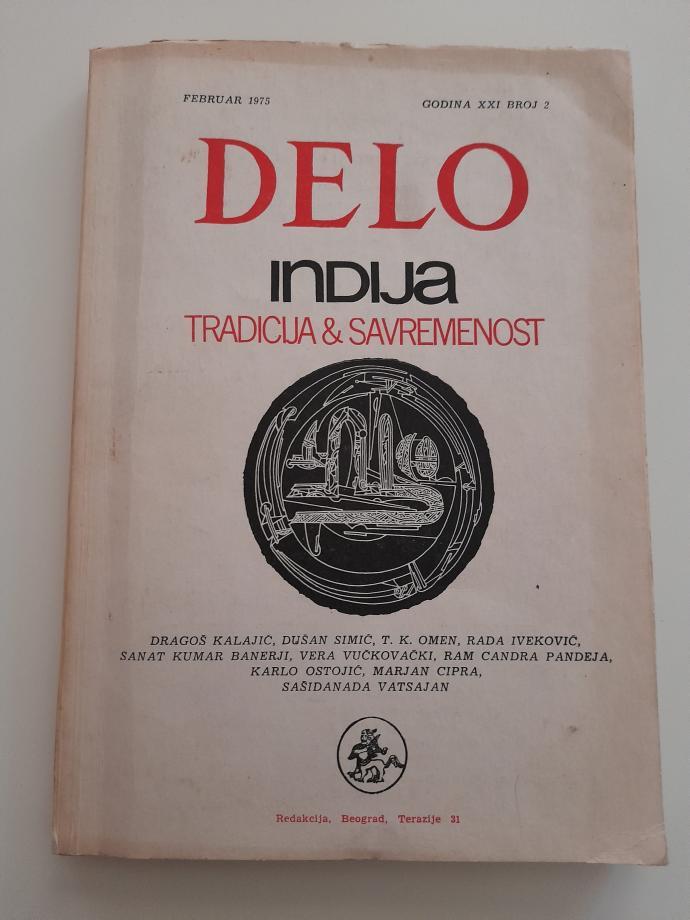 FEBRUAR 1975 GODINA XXI BROJ 2
DELO
INDIJA
TRADICIJA & SAVREMENOST
DRAGOŠ KALAJIĆ, DUŠAN SIMIĆ, T. K. OMEN, RADA IVEKOVIĆ,
SANAT KUMAR BANERJI, VERA VUČKOVAČKI, RAM CANDRA PANDEJA,
KARLO OSTOJIĆ, MARJAN CIPRA,
SAŠIDANADA VATSAJAN
Redakcija, Beograd, Terazije 31